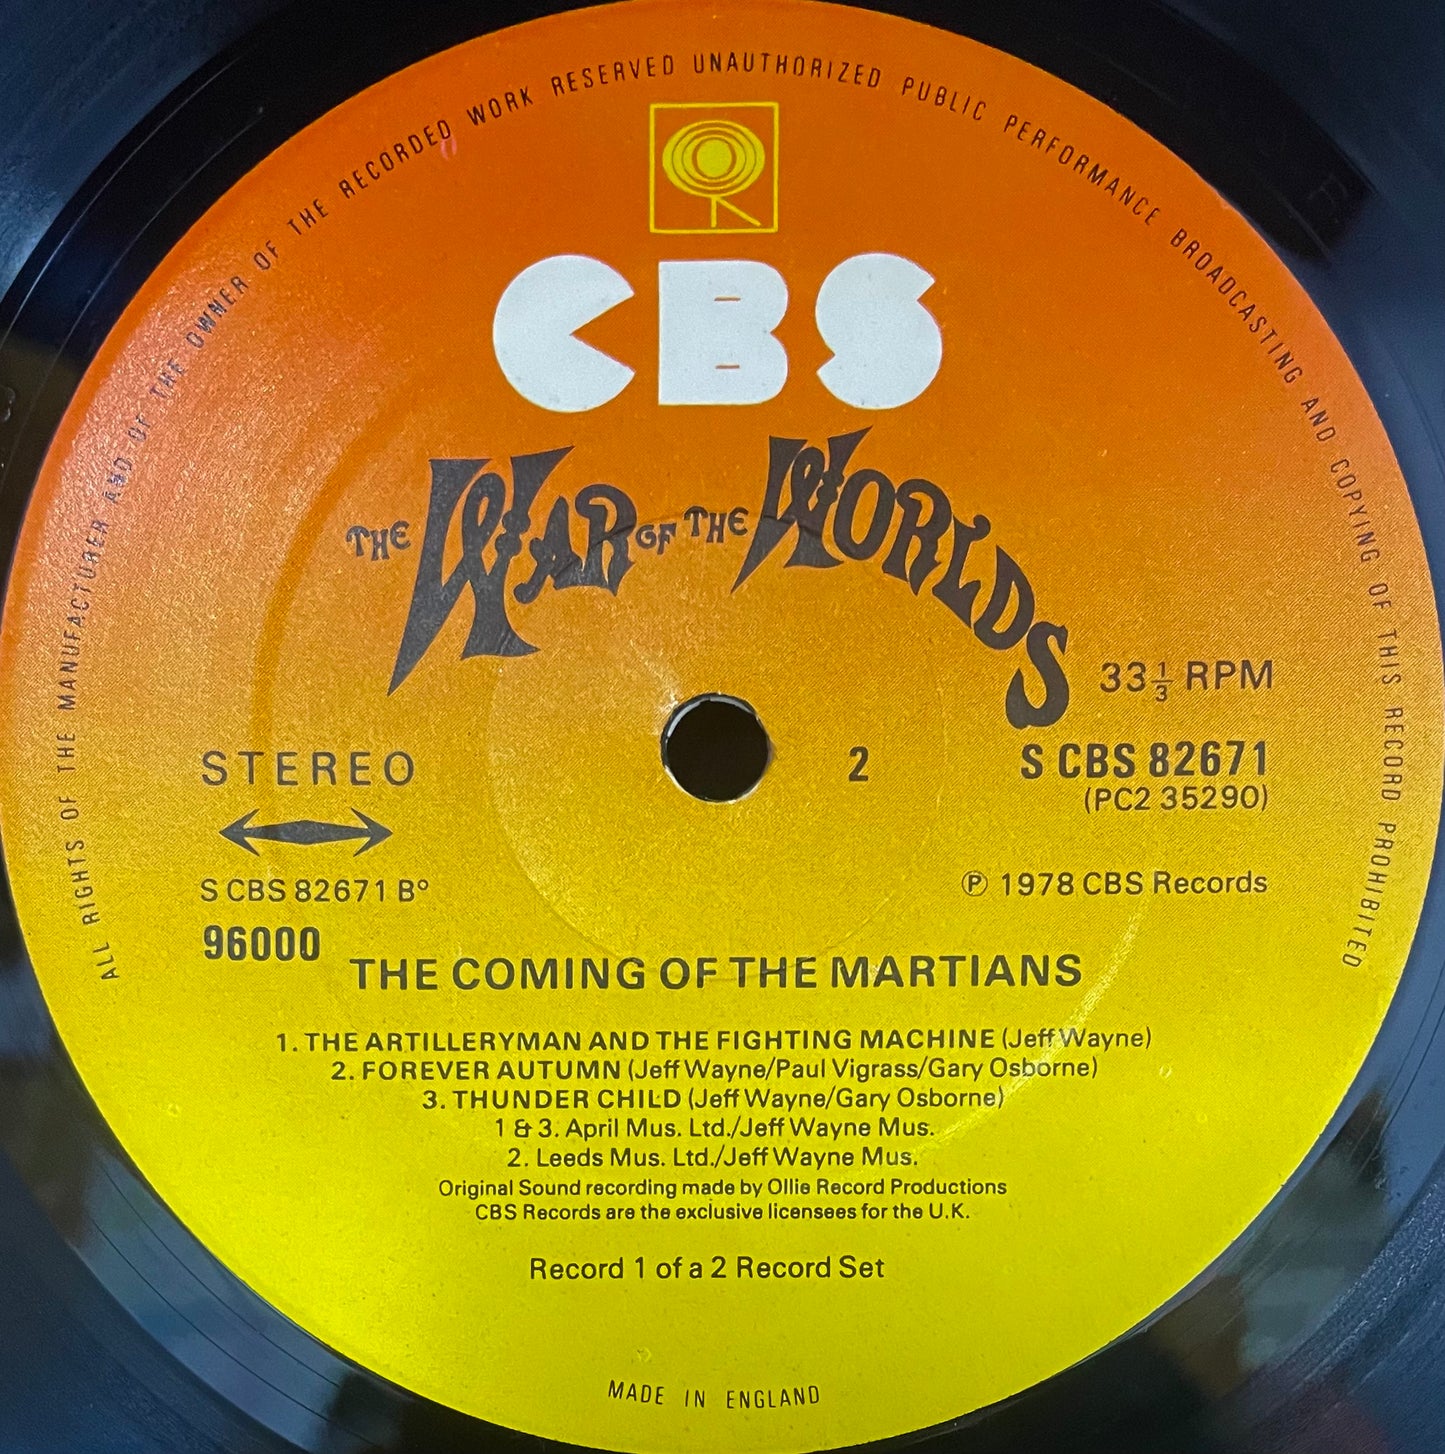 ALL RIGHTS OF THE MANUFACTURER AND OF THE OWNER OF THE RECORDED WORK RESERVED UNAUTHORIZED PUBLIC PERFORMANCE BROADCASTING AND COPYING OF THIS RECORD PROHIBITED
CBS
THE WAR OF THE WORLDS
33⅓ RPM
STEREO
2
S CBS 82671
(PC2 35290)
S CBS 82671 B°
℗ 1978 CBS Records
96000
THE COMING OF THE MARTIANS
1. THE ARTILLERYMAN AND THE FIGHTING MACHINE (Jeff Wayne)
2. FOREVER AUTUMN (Jeff Wayne/Paul Vigrass/Gary Osborne)
3. THUNDER CHILD (Jeff Wayne/Gary Osborne)
1 & 3. April Mus. Ltd./Jeff Wayne Mus.
2. Leeds Mus. Ltd./Jeff Wayne Mus.
Original Sound recording made by Ollie Record Productions
CBS Records are the exclusive licensees for the U.K.
Record 1 of a 2 Record Set
MADE IN ENGLAND